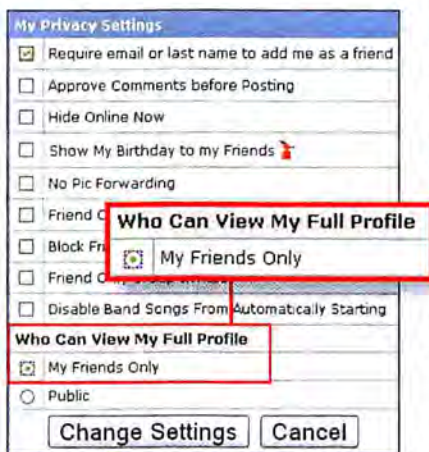 My Privacy Settings
Require email or last name to add me as a friend
Approve Comments before Posting
Hide Online Now
Show My Birthday to my Friends
No Pic Forwarding
Friend
Who Can View My Full Profile
Block
My Friends Only
Friend
Disable Band Songs From Automatically Starting
Who Can View My Full Profile
My Friends Only
Public
Change Settings Cancel